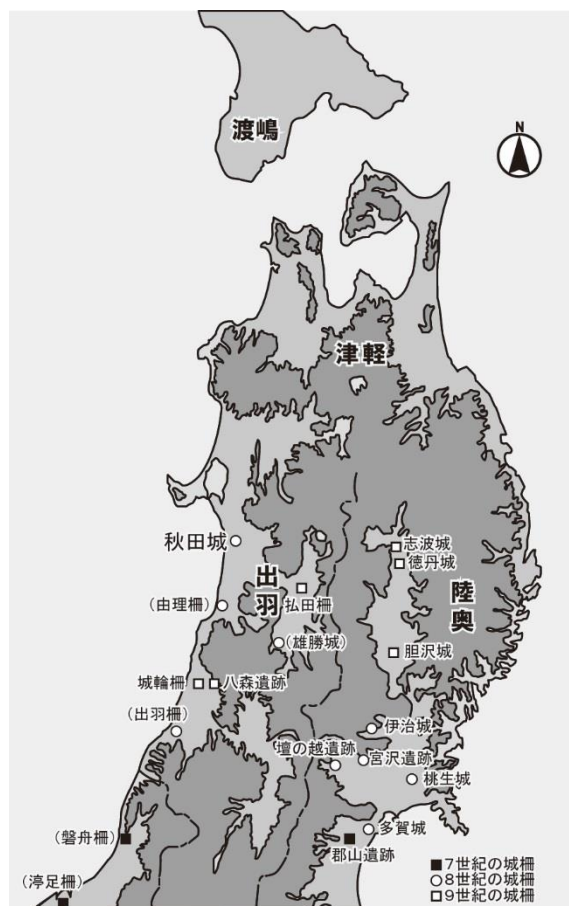 渡嶋
N
津軽
秋田城
志波城
徳丹城
出羽
陸奥
(由理柵)
払田柵
(雄勝城)
胆沢城
城輪柵
八森遺跡
(出羽柵)
伊治城
壇の越遺跡
宮沢遺跡
桃生城
多賀城
(磐舟柵)
郡山遺跡
(渟足柵)
■7世紀の城柵
○8世紀の城柵
□9世紀の城柵